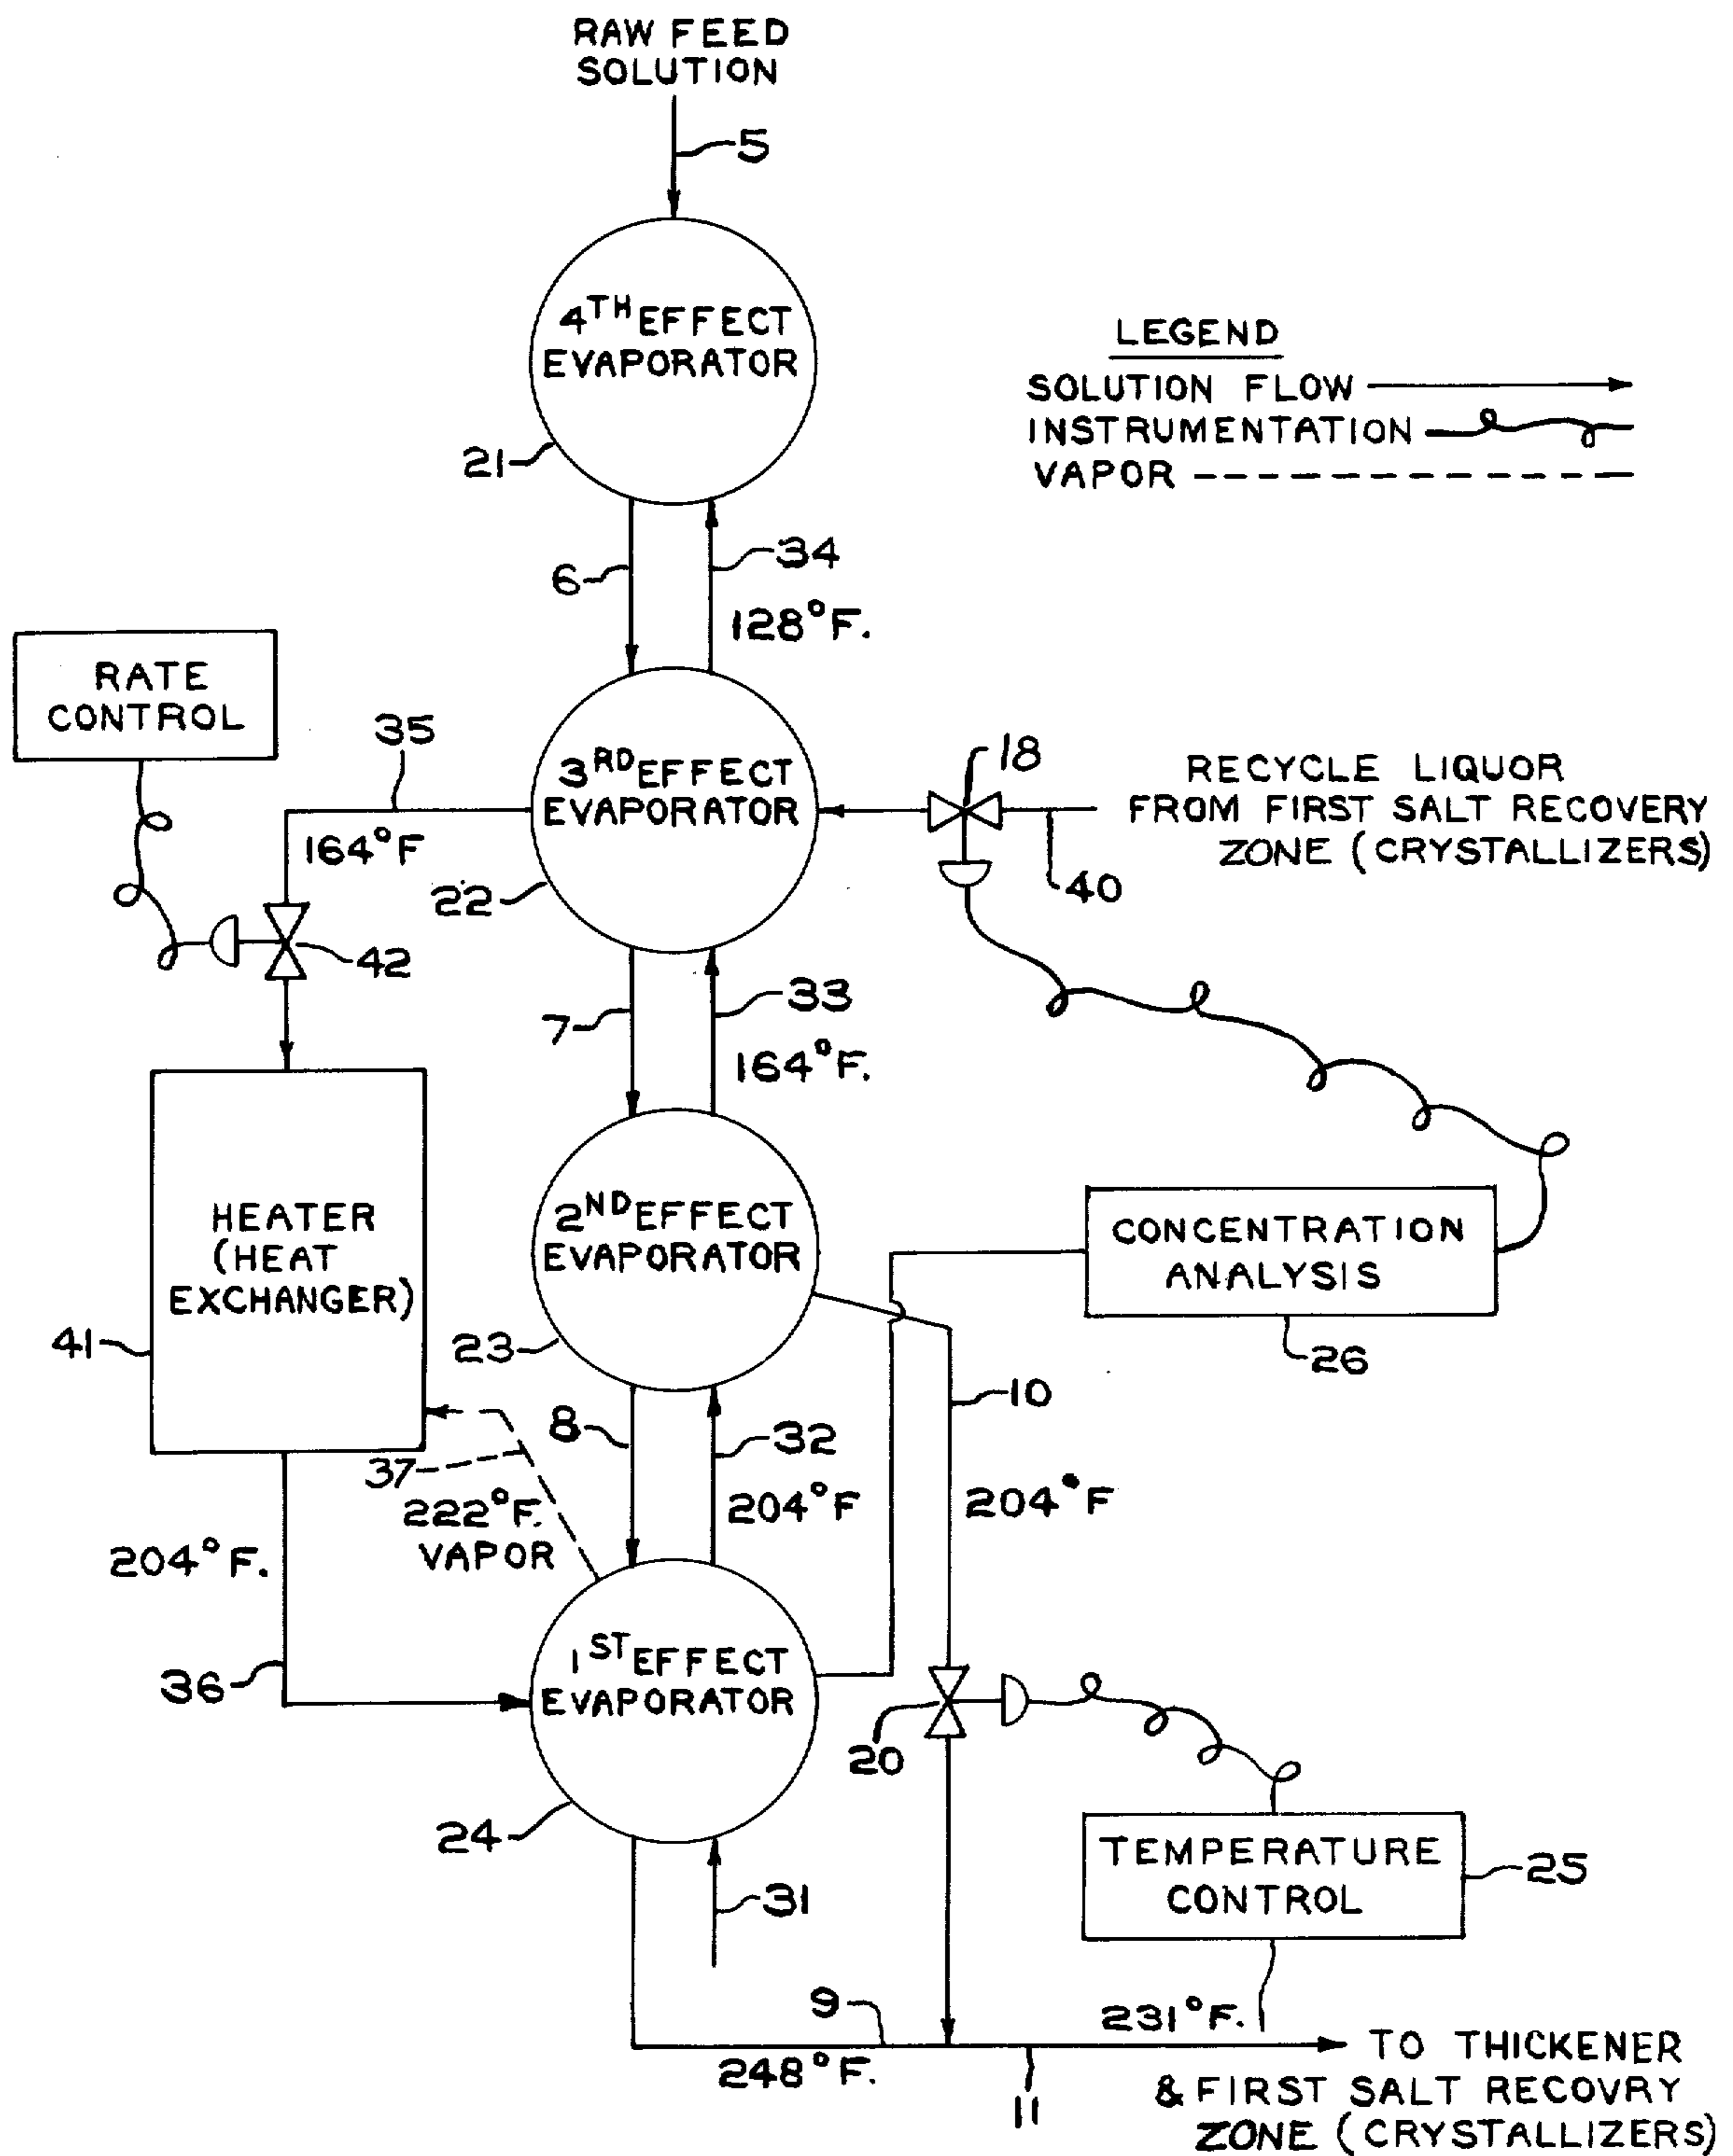 RAW FEED
SOLUTION
5
4TH EFFECT
EVAPORATOR
21
LEGEND
SOLUTION FLOW
INSTRUMENTATION
VAPOR
6
34
128°F.
RATE
CONTROL
35
164°F
3RD EFFECT
EVAPORATOR
22
18
40
RECYCLE LIQUOR
FROM FIRST SALT RECOVERY
ZONE (CRYSTALLIZERS)
42
7
33
164°F.
HEATER
(HEAT
EXCHANGER)
41
2ND EFFECT
EVAPORATOR
23
CONCENTRATION
ANALYSIS
26
10
8
32
204°F
204°F
37
222°F.
VAPOR
204°F.
36
1ST EFFECT
EVAPORATOR
24
20
31
TEMPERATURE
CONTROL
25
9
248°F.
231°F.
11
TO THICKENER
& FIRST SALT RECOVRY
ZONE (CRYSTALLIZERS)